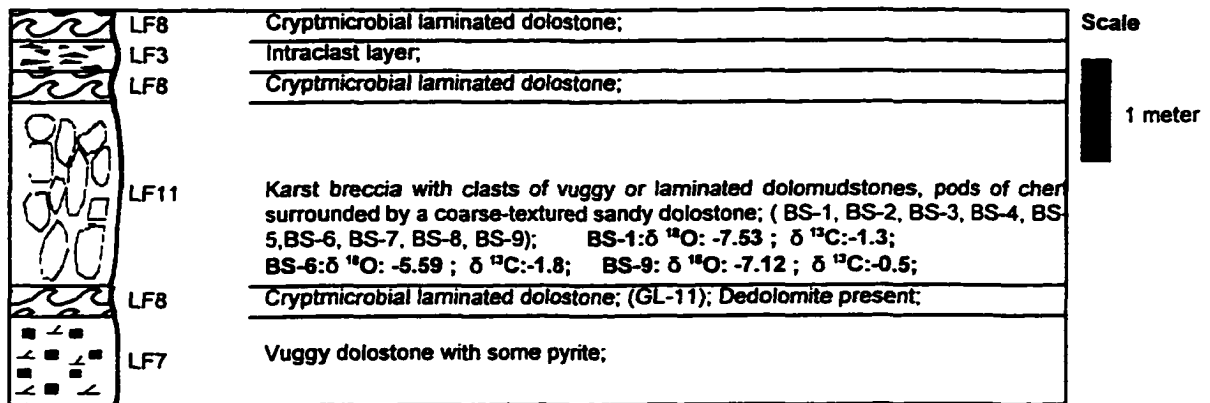 LF8 Cryptmicrobial laminated dolostone; Scale
LF3 Intraclast layer;
LF8 Cryptmicrobial laminated dolostone;
1 meter
LF11 Karst breccia with clasts of vuggy or laminated dolomudstones, pods of cher
surrounded by a coarse-textured sandy dolostone; ( BS-1, BS-2, BS-3, BS-4, BS-
5,BS-6, BS-7, BS-8, BS-9); BS-1:δ ¹⁸O: -7.53 ; δ ¹³C:-1.3;
BS-6:δ ¹⁸O: -5.59 ; δ ¹³C:-1.8; BS-9: δ ¹⁸O: -7.12 ; δ ¹³C:-0.5;
LF8 Cryptmicrobial laminated dolostone; (GL-11); Dedolomite present;
LF7 Vuggy dolostone with some pyrite;